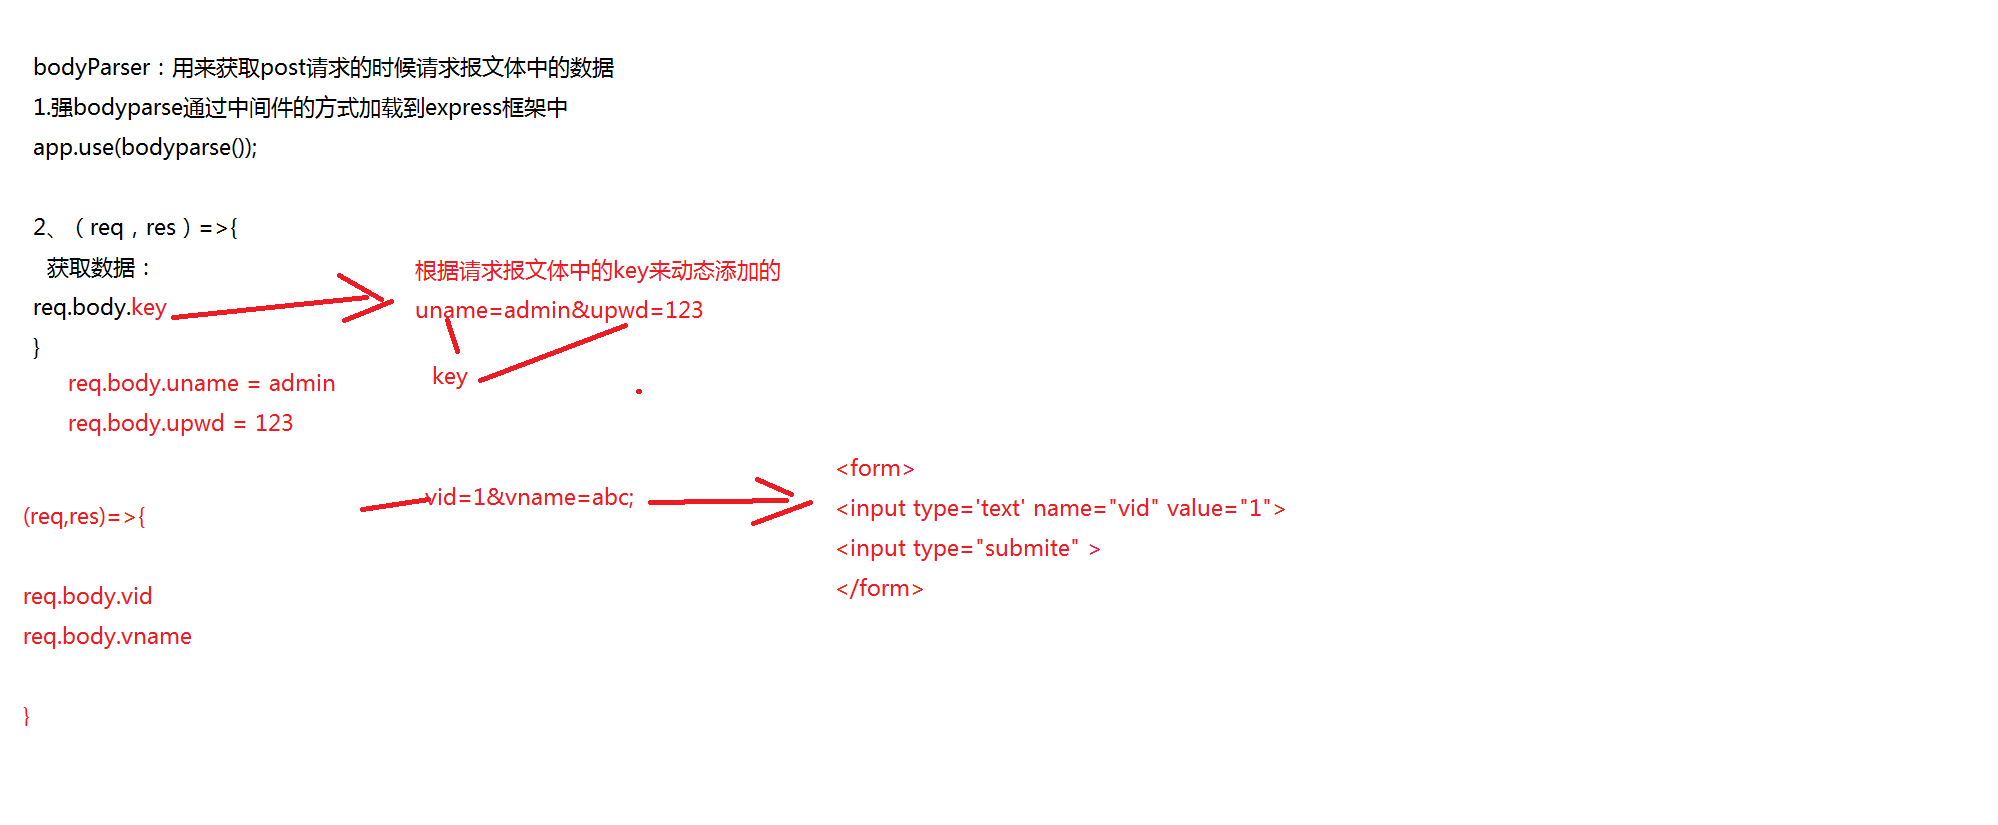 bodyParser：用来获取post请求的时候请求报文体中的数据
1.强bodyparse通过中间件的方式加载到express框架中
app.use(bodyparse());
2、（req，res）=>{
获取数据：
req.body.key
}
根据请求报文体中的key来动态添加的
uname=admin&upwd=123
key
req.body.uname = admin
req.body.upwd = 123
(req,res)=>{
req.body.vid
req.body.vname
}
vid=1&vname=abc;
<form>
<input type='text' name="vid" value="1">
<input type="submite" >
</form>